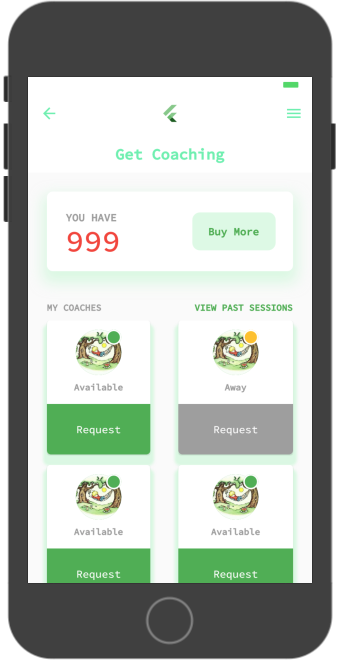 Get Coaching
YOU HAVE
999
Buy More
MY COACHES
VIEW PAST SESSIONS
Available
Away
Request
Request
Available
Available
Request
Request